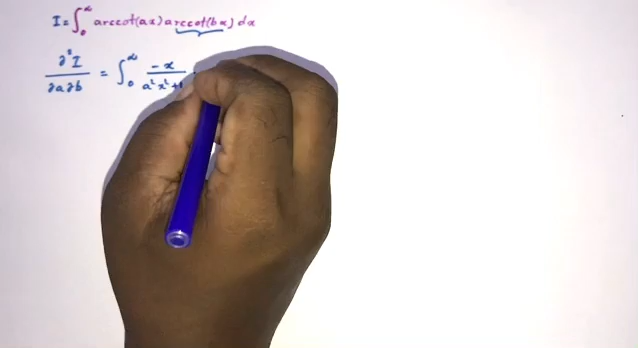 I = ∫₀^∞ arccot(ax) arccot(bx) dx
∂²I/∂a∂b = ∫₀^∞ -x/a²x²+1